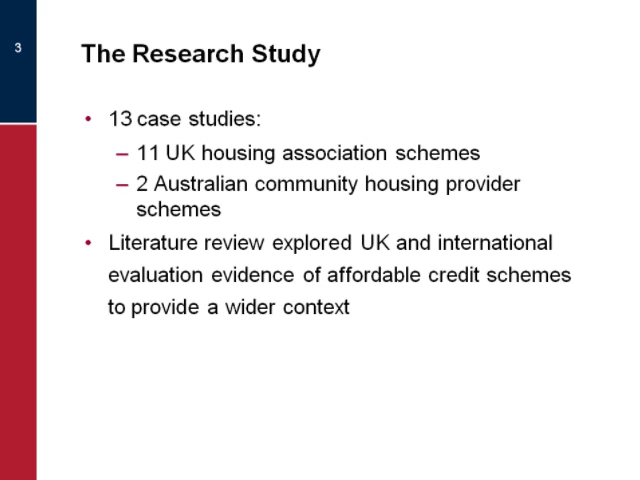 3
The Research Study
• 13 case studies:
– 11 UK housing association schemes
– 2 Australian community housing provider
schemes
• Literature review explored UK and international
evaluation evidence of affordable credit schemes
to provide a wider context